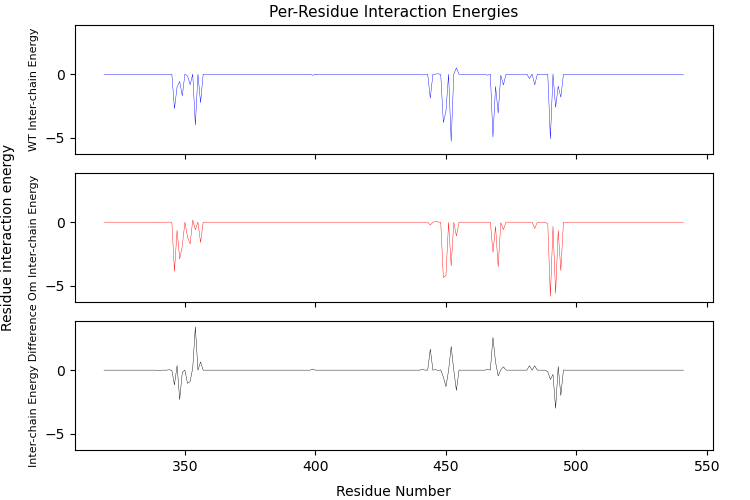 Per-Residue Interaction Energies
Residue interaction energy
WT Inter-chain Energy
0
−5
Om Inter-chain Energy
0
−5
Inter-chain Energy Difference
0
−5
350
400
450
500
550
Residue Number